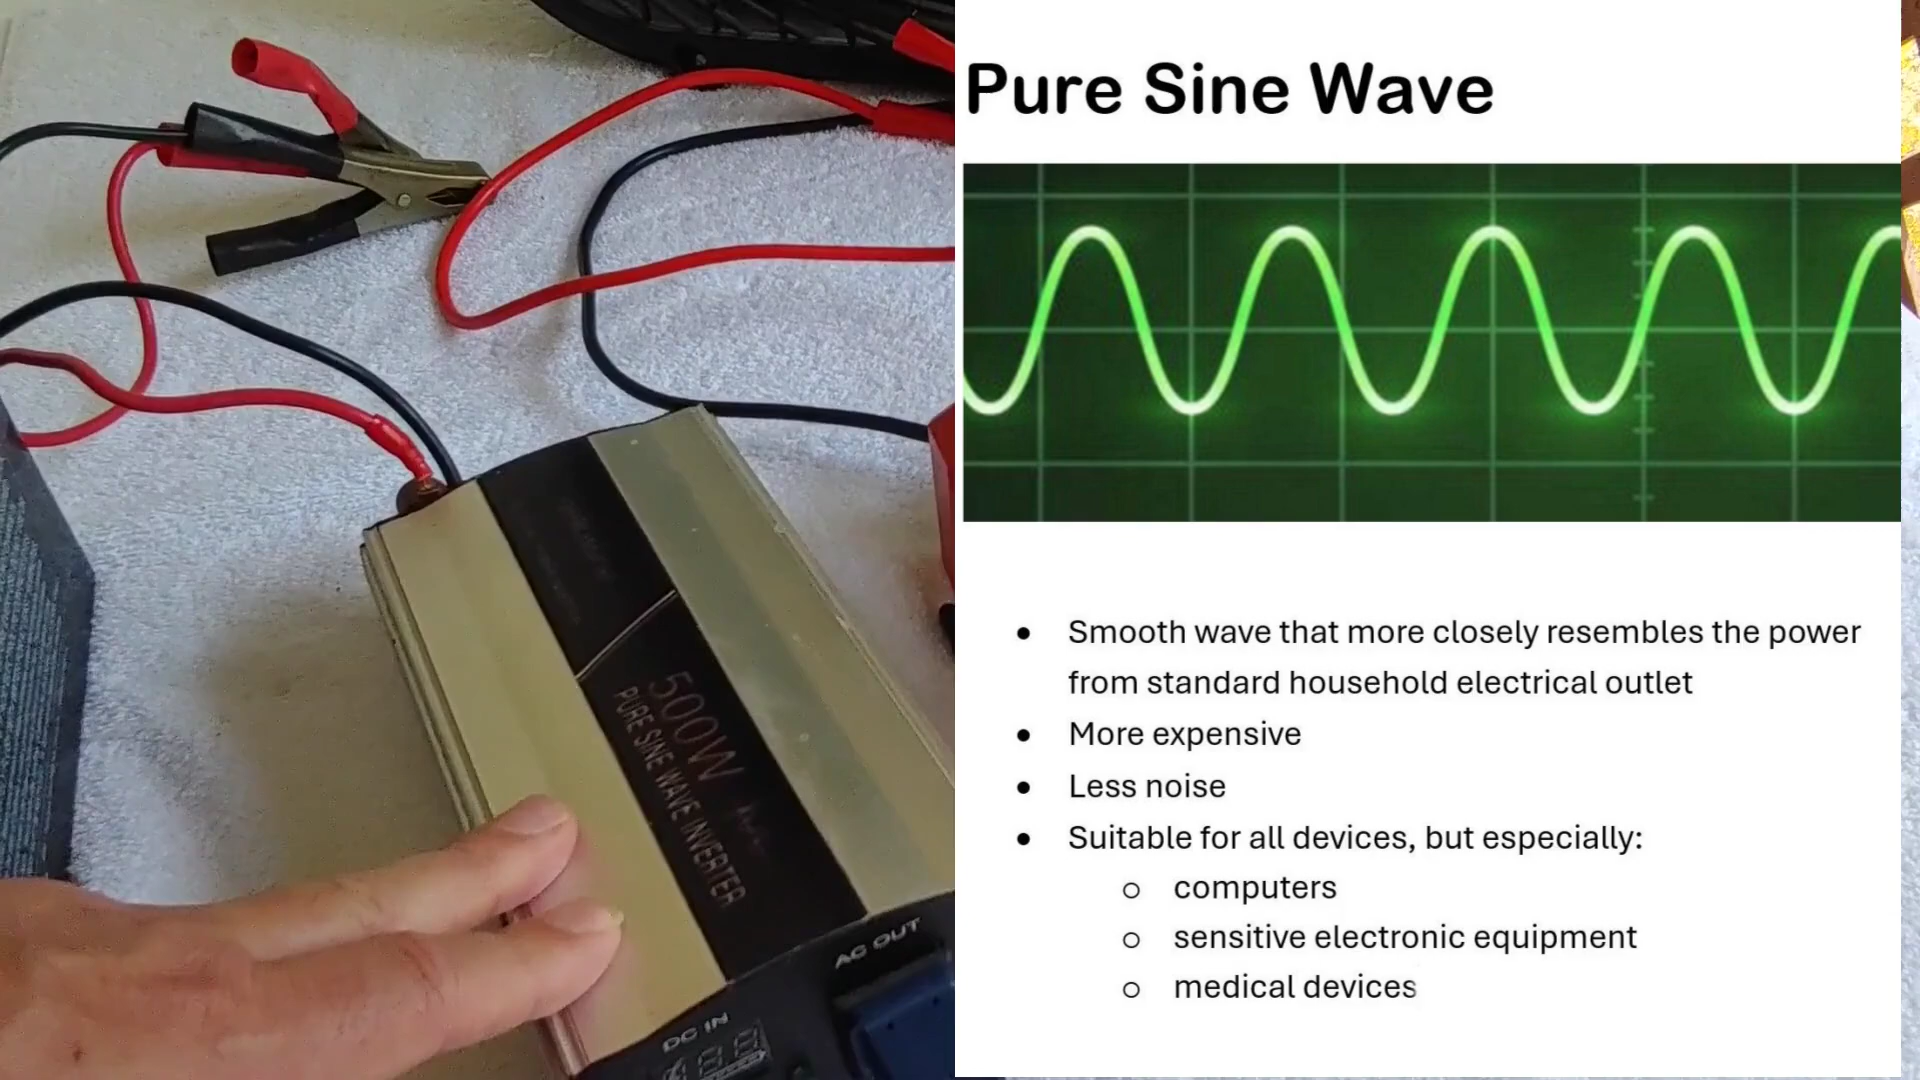 500W
PURE SINE WAVE INVERTER
AC OUT
DC IN
Pure Sine Wave
• Smooth wave that more closely resembles the power
from standard household electrical outlet
• More expensive
• Less noise
• Suitable for all devices, but especially:
o computers
o sensitive electronic equipment
o medical devices